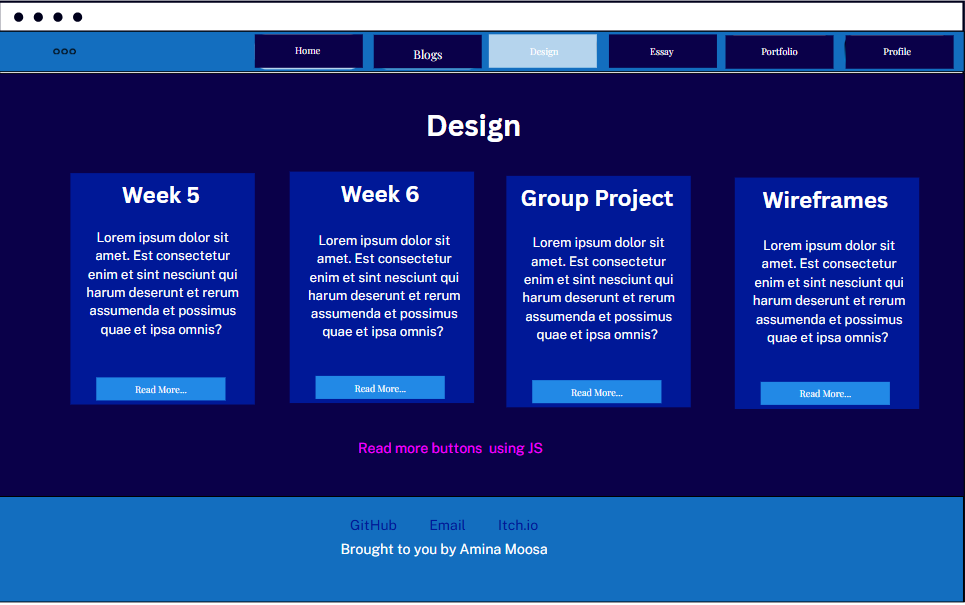 ooo
Home
Blogs
Design
Essay
Portfolio
Profile
Design
Week 5
Lorem ipsum dolor sit
amet. Est consectetur
enim et sint nesciunt qui
harum deserunt et rerum
assumenda et possimus
quae et ipsa omnis?
Read More...
Week 6
Lorem ipsum dolor sit
amet. Est consectetur
enim et sint nesciunt qui
harum deserunt et rerum
assumenda et possimus
quae et ipsa omnis?
Read More...
Group Project
Lorem ipsum dolor sit
amet. Est consectetur
enim et sint nesciunt qui
harum deserunt et rerum
assumenda et possimus
quae et ipsa omnis?
Read More...
Wireframes
Lorem ipsum dolor sit
amet. Est consectetur
enim et sint nesciunt qui
harum deserunt et rerum
assumenda et possimus
quae et ipsa omnis?
Read More...
Read more buttons using JS
GitHub Email Itch.io
Brought to you by Amina Moosa